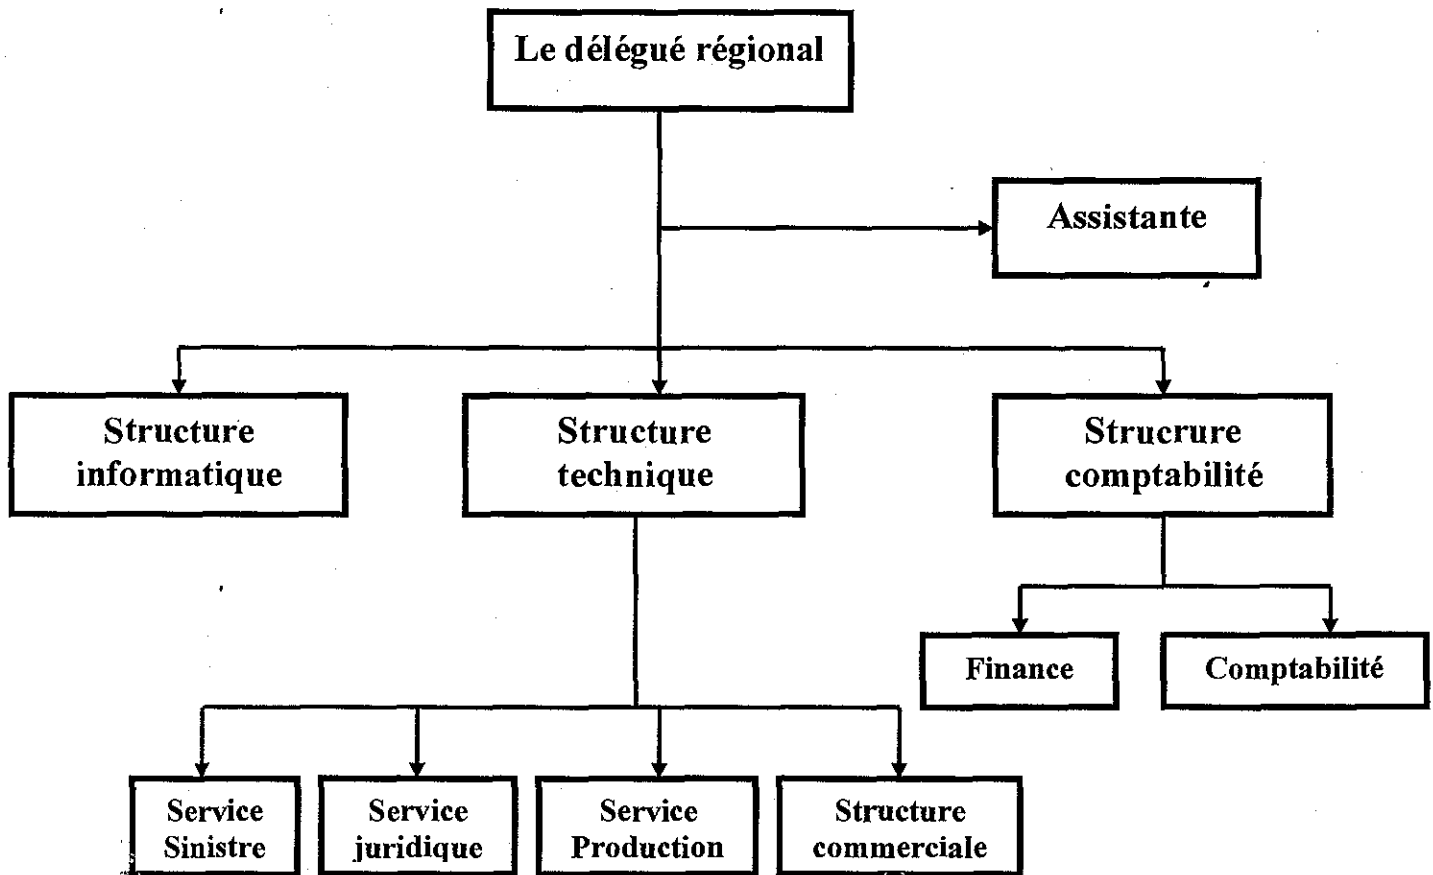 Le délégué régional
Assistante
Structure
informatique
Structure
technique
Strucrure
comptabilité
Finance
Comptabilité
Service
Sinistre
Service
juridique
Service
Production
Structure
commerciale